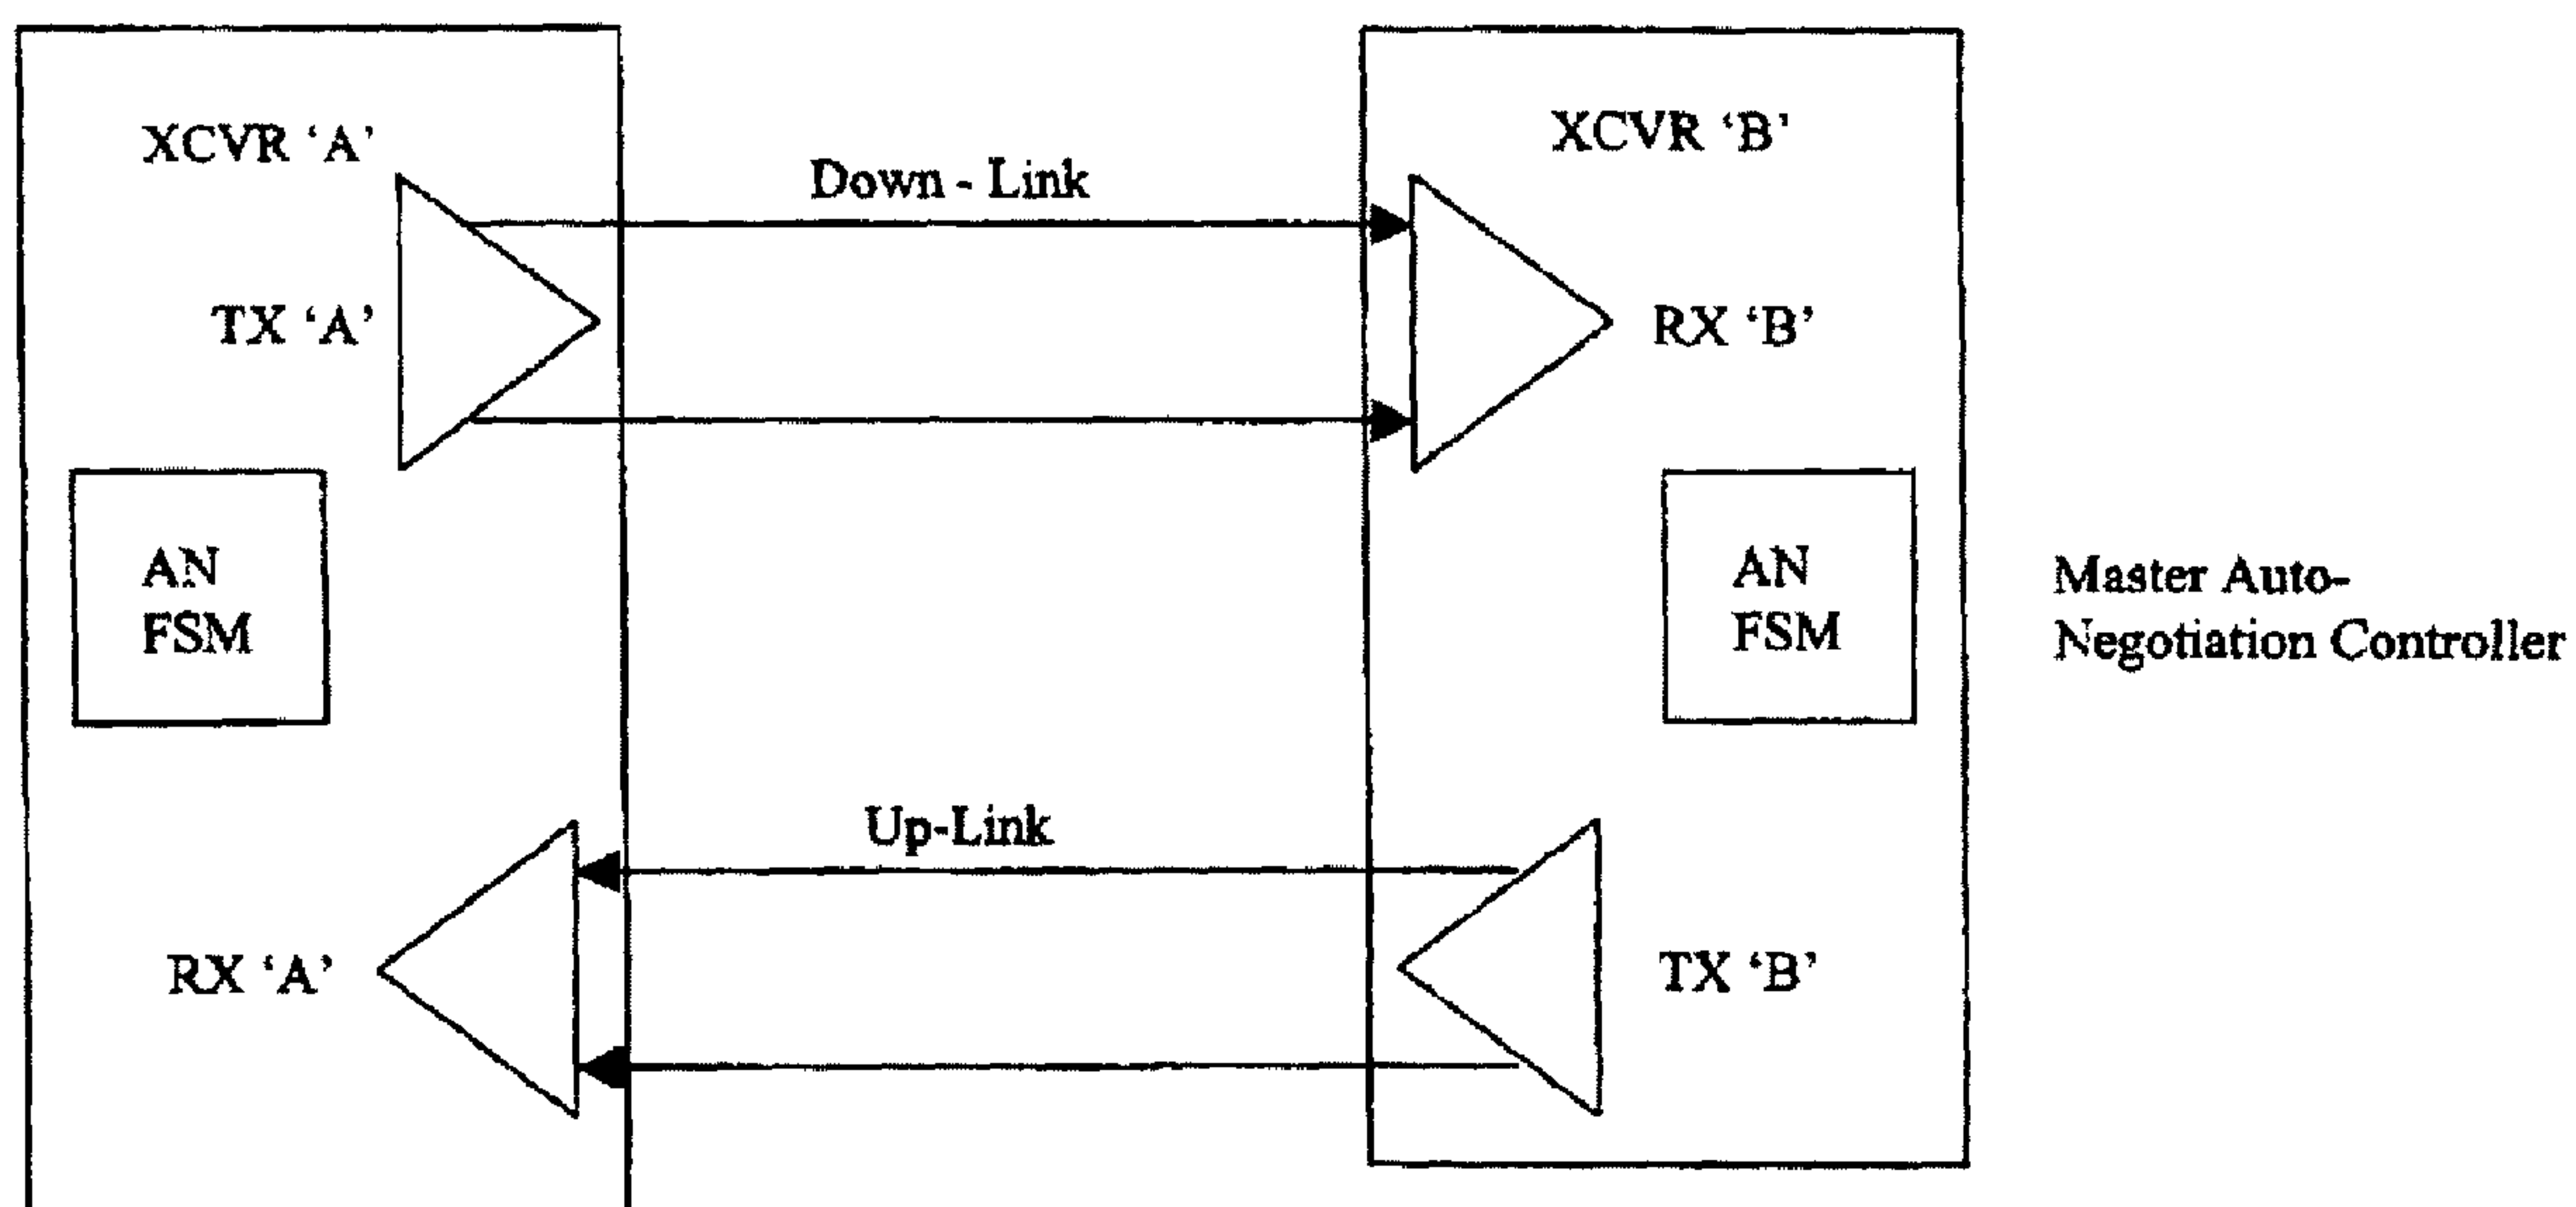 XCVR ‘A’
XCVR ‘B’
Down - Link
TX ‘A’
RX ‘B’
AN
FSM
AN
FSM
Master Auto-
Negotiation Controller
Up-Link
RX ‘A’
TX ‘B’